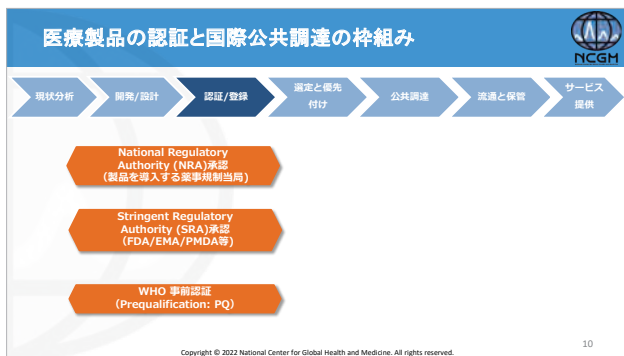 医療製品の認証と国際公共調達の枠組み
NCGM
現状分析
開発/設計
認証/登録
選定と優先
付け
公共調達
流通と保管
サービス
提供
National Regulatory
Authority (NRA)承認
（製品を導入する薬事規制当局)
Stringent Regulatory
Authority (SRA)承認
（FDA/EMA/PMDA等)
WHO 事前認証
（Prequalification: PQ）
10
Copyright © 2022 National Center for Global Health and Medicine. All rights reserved.